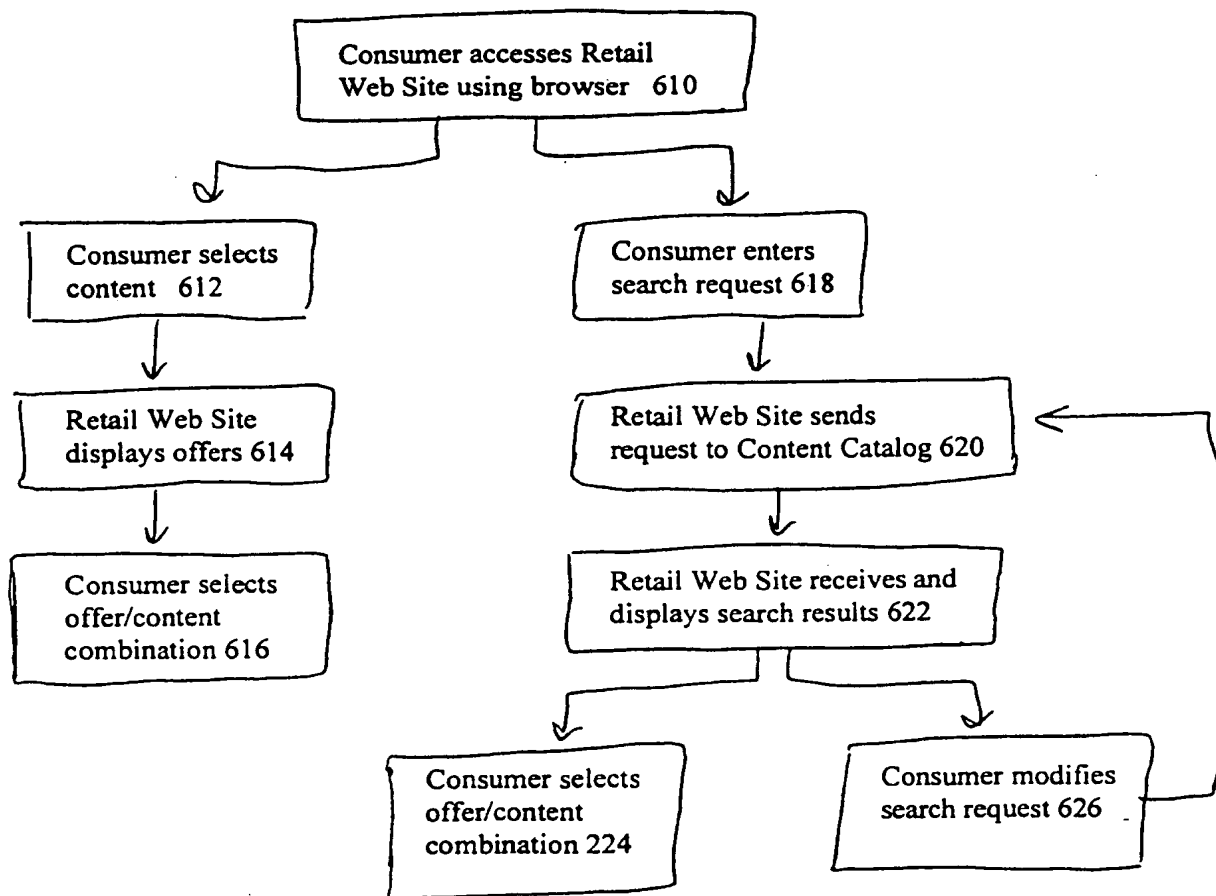 Consumer accesses Retail
Web Site using browser 610
Consumer selects
content 612
Consumer enters
search request 618
Retail Web Site
displays offers 614
Retail Web Site sends
request to Content Catalog 620
Consumer selects
offer/content
combination 616
Retail Web Site receives and
displays search results 622
Consumer selects
offer/content
combination 224
Consumer modifies
search request 626